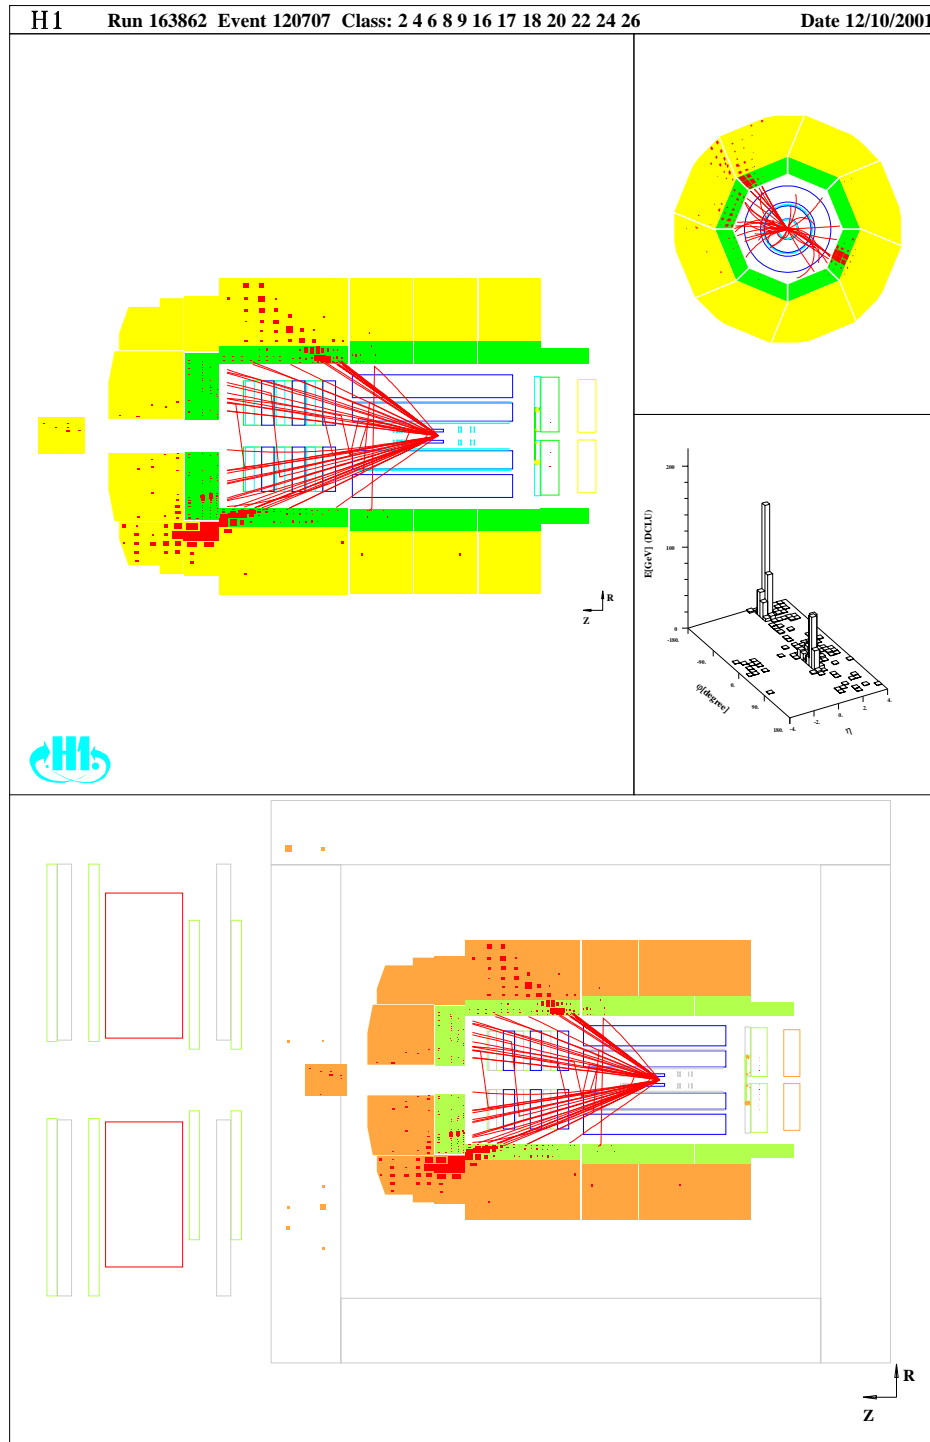 H1 Run 163862 Event 120707 Class: 2 4 6 8 9 16 17 18 20 22 24 26 Date 12/10/2001
R
Z
E[GeV] (DCLU)
200
100
0
-180.
-90.
0.
90.
180.
φ[degree]
-4.
-2.
0.
2.
4.
η
H1
R
Z